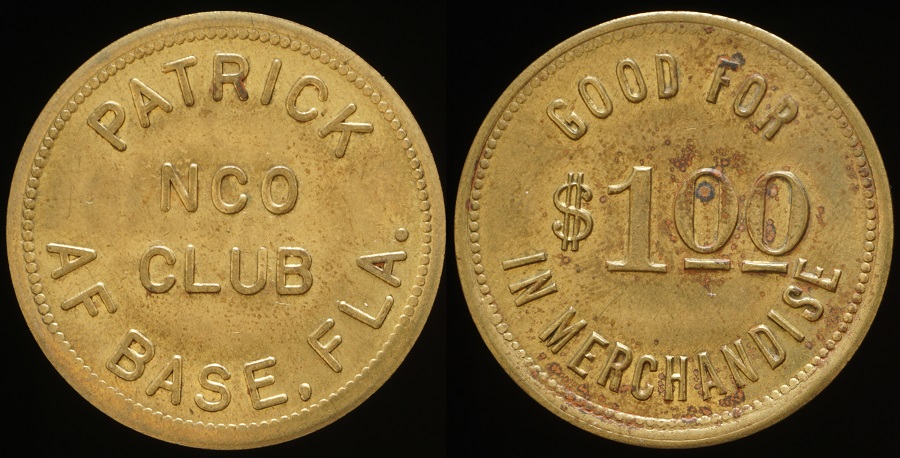 PATRICK
NCO
CLUB
AF BASE, FLA.
GOOD FOR
$100
IN MERCHANDISE